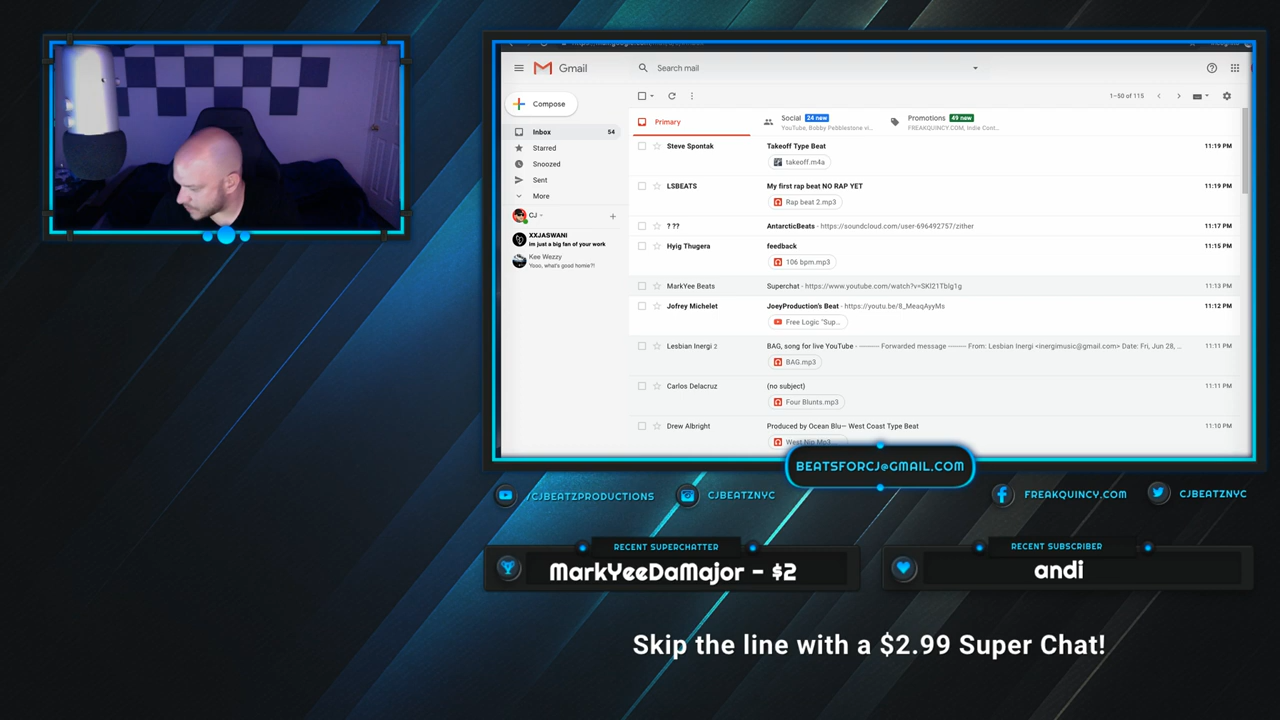 Gmail
Search mail
Compose
1–50 of 115
Inbox 54
Starred
Snoozed
Sent
More
CJ
XXJASWANI
im just a big fan of your work
Kee Wezzy
Yooo, what's good homie?!
Primary
Social 24 new
YouTube, Bobby Pebblestone vi...
Promotions 49 new
FREAKQUINCY.COM, Indie Cont...
Steve Spontak Takeoff Type Beat 11:19 PM
takeoff.m4a
LSBEATS My first rap beat NO RAP YET 11:19 PM
Rap beat 2.mp3
? ?? AntarcticBeats - https://soundcloud.com/user-696492757/zither 11:17 PM
Hyig Thugera feedback 11:15 PM
106 bpm.mp3
MarkYee Beats Superchat - https://www.youtube.com/watch?v=SKl21Tblg1g 11:13 PM
Jofrey Michelet JoeyProduction's Beat - https://youtu.be/8_MeaqAyyMs 11:12 PM
Free Logic "Sup...
Lesbian Inergi 2 BAG, song for live YouTube - ---------- Forwarded message ---------- From: Lesbian Inergi <inergimusic@gmail.com> Date: Fri, Jun 28, ... 11:11 PM
BAG.mp3
Carlos Delacruz (no subject) 11:11 PM
Four Blunts.mp3
Drew Albright Produced by Ocean Blu— West Coast Type Beat 11:10 PM
West Nip Mp3
BEATSFORCJ@GMAIL.COM
/CJBEATZPRODUCTIONS
CJBEATZNYC
FREAKQUINCY.COM
CJBEATZNYC
RECENT SUPERCHATTER
MarkYeeDaMajor - $2
RECENT SUBSCRIBER
andi
Skip the line with a $2.99 Super Chat!